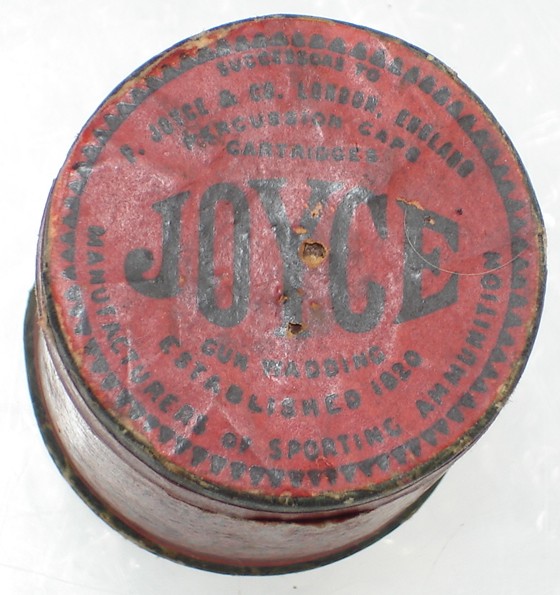 SUCCESSORS TO
F. JOYCE & CO. LONDON, ENGLAND
PERCUSSION CAPS
CARTRIDGES
JOYCE
GUN WADDING
ESTABLISHED 1820
MANUFACTURERS OF SPORTING AMMUNITION